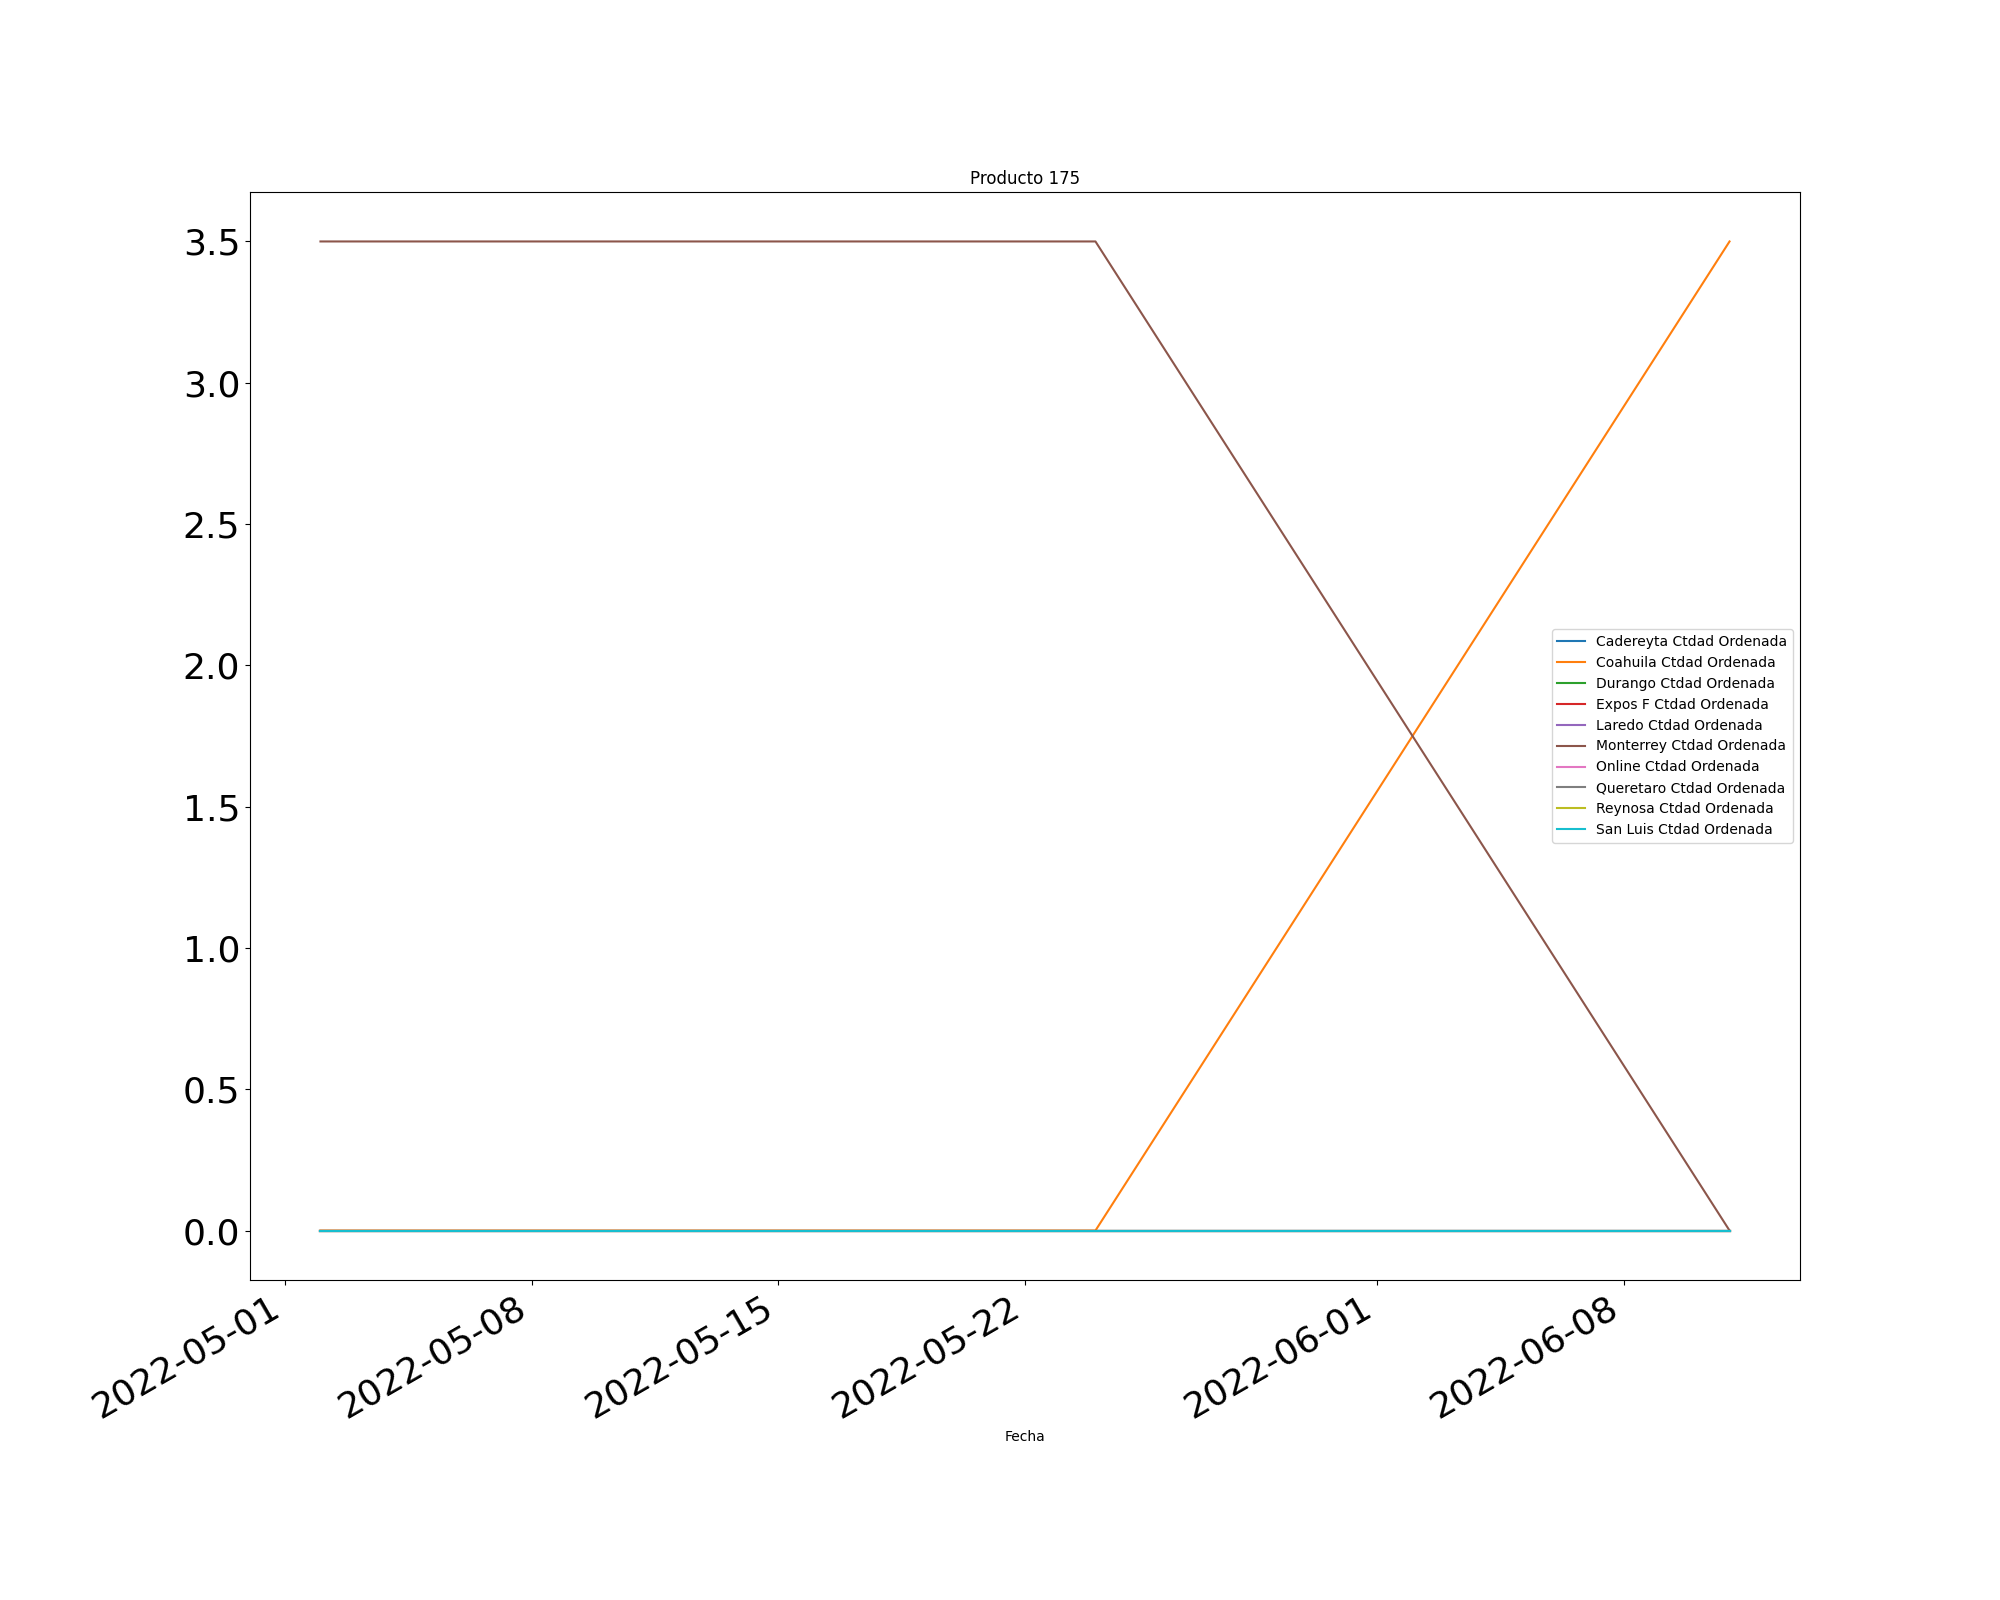 Producto 175
3.5
3.0
2.5
2.0
1.5
1.0
0.5
0.0
Cadereyta Ctdad Ordenada
Coahuila Ctdad Ordenada
Durango Ctdad Ordenada
Expos F Ctdad Ordenada
Laredo Ctdad Ordenada
Monterrey Ctdad Ordenada
Online Ctdad Ordenada
Queretaro Ctdad Ordenada
Reynosa Ctdad Ordenada
San Luis Ctdad Ordenada
2022-05-01
2022-05-08
2022-05-15
2022-05-22
2022-06-01
2022-06-08
Fecha